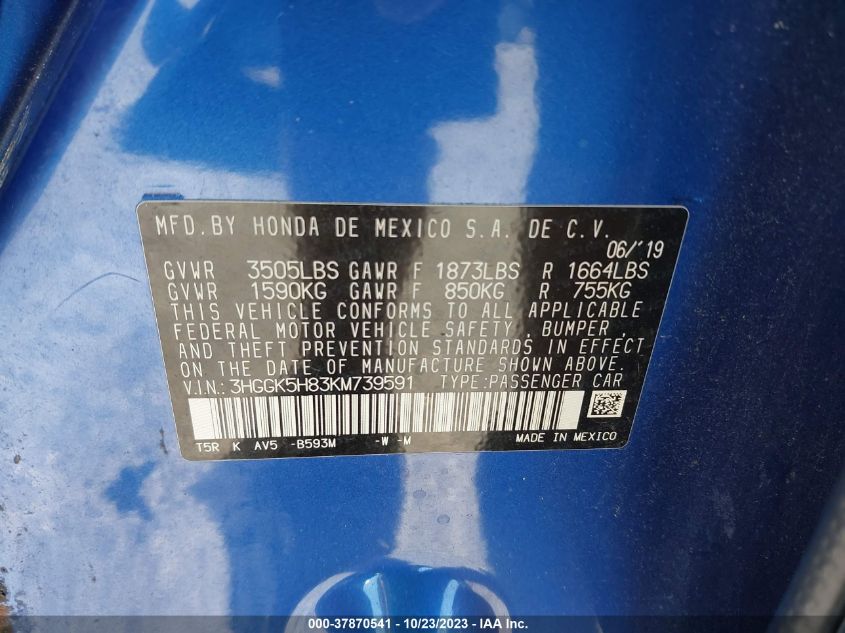 MFD. BY HONDA DE MEXICO S.A. DE C.V.
06/'19
GVWR 3505LBS GAWR F 1873LBS R 1664LBS
GVWR 1590KG GAWR F 850KG R 755KG
THIS VEHICLE CONFORMS TO ALL APPLICABLE
FEDERAL MOTOR VEHICLE SAFETY, BUMPER,
AND THEFT PREVENTION STANDARDS IN EFFECT
ON THE DATE OF MANUFACTURE SHOWN ABOVE.
V.I.N.: 3HGGK5H83KM739591 TYPE:PASSENGER CAR
T5R K AV5 -B593M -W -M MADE IN MEXICO
000-37870541 - 10/23/2023 - IAA Inc.